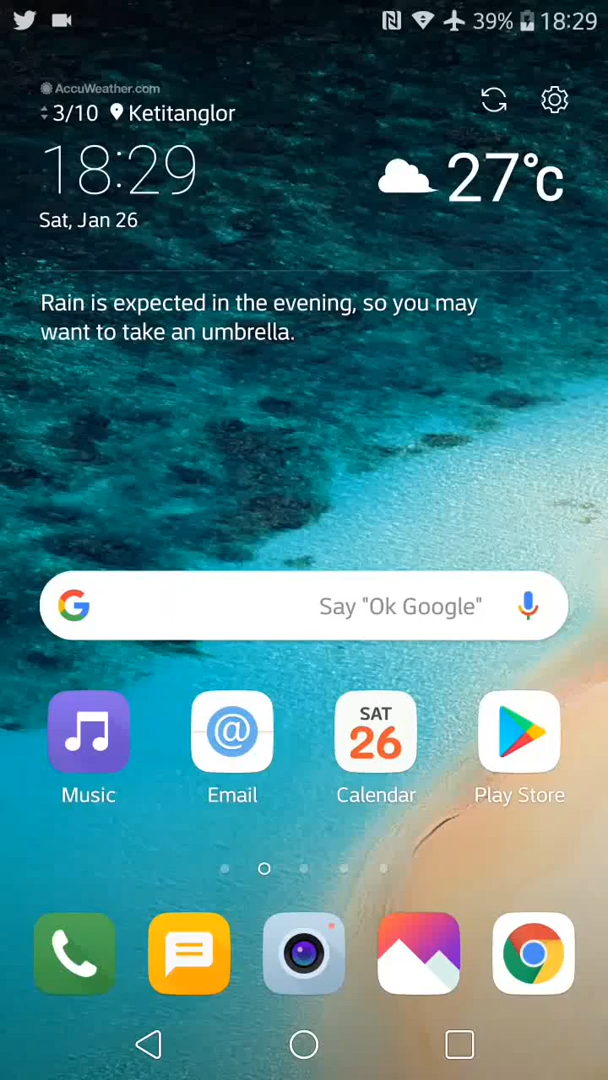 39% 18:29
AccuWeather.com
3/10 Ketitanglor
18:29
27°c
Sat, Jan 26
Rain is expected in the evening, so you may
want to take an umbrella.
G Say "Ok Google"
SAT
26
@
Music Email Calendar Play Store